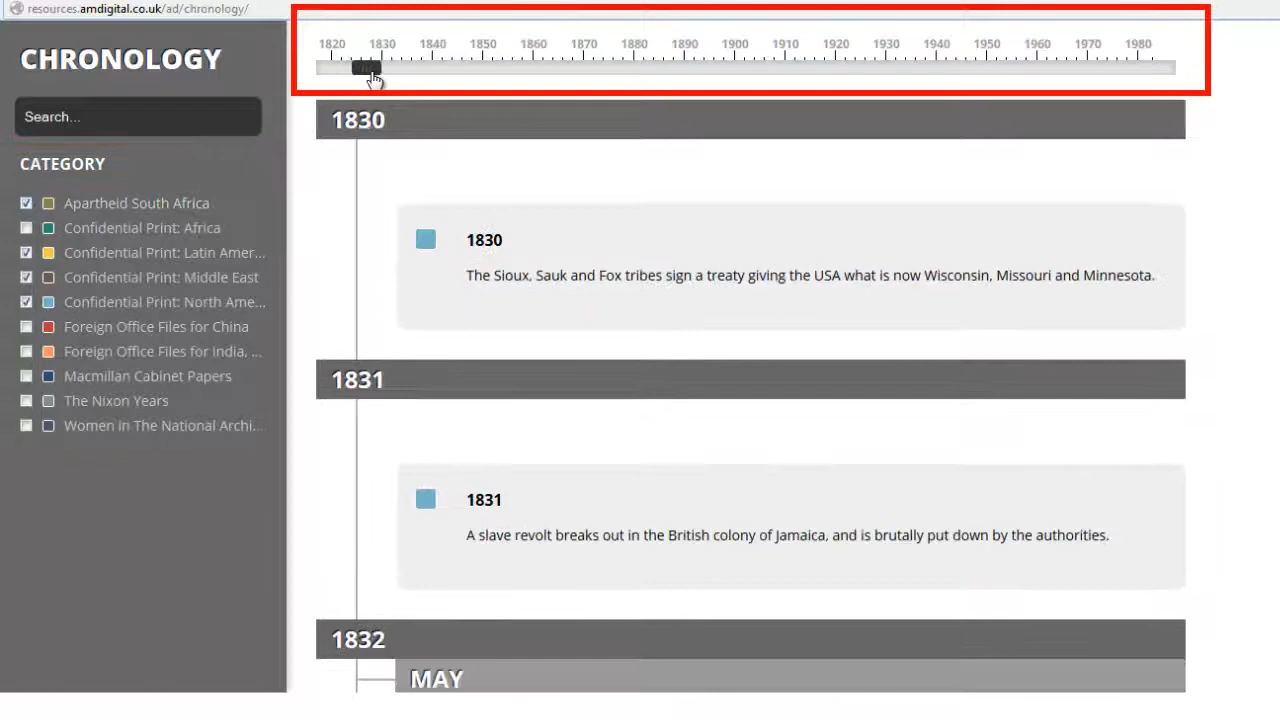 resources.amdigital.co.uk/ad/chronology/
CHRONOLOGY
Search...
CATEGORY
Apartheid South Africa
Confidential Print: Africa
Confidential Print: Latin Amer...
Confidential Print: Middle East
Confidential Print: North Ame...
Foreign Office Files for China
Foreign Office Files for India, ...
Macmillan Cabinet Papers
The Nixon Years
Women in The National Archi...
1820 1830 1840 1850 1860 1870 1880 1890 1900 1910 1920 1930 1940 1950 1960 1970 1980
1830
1830
The Sioux, Sauk and Fox tribes sign a treaty giving the USA what is now Wisconsin, Missouri and Minnesota.
1831
1831
A slave revolt breaks out in the British colony of Jamaica, and is brutally put down by the authorities.
1832
MAY